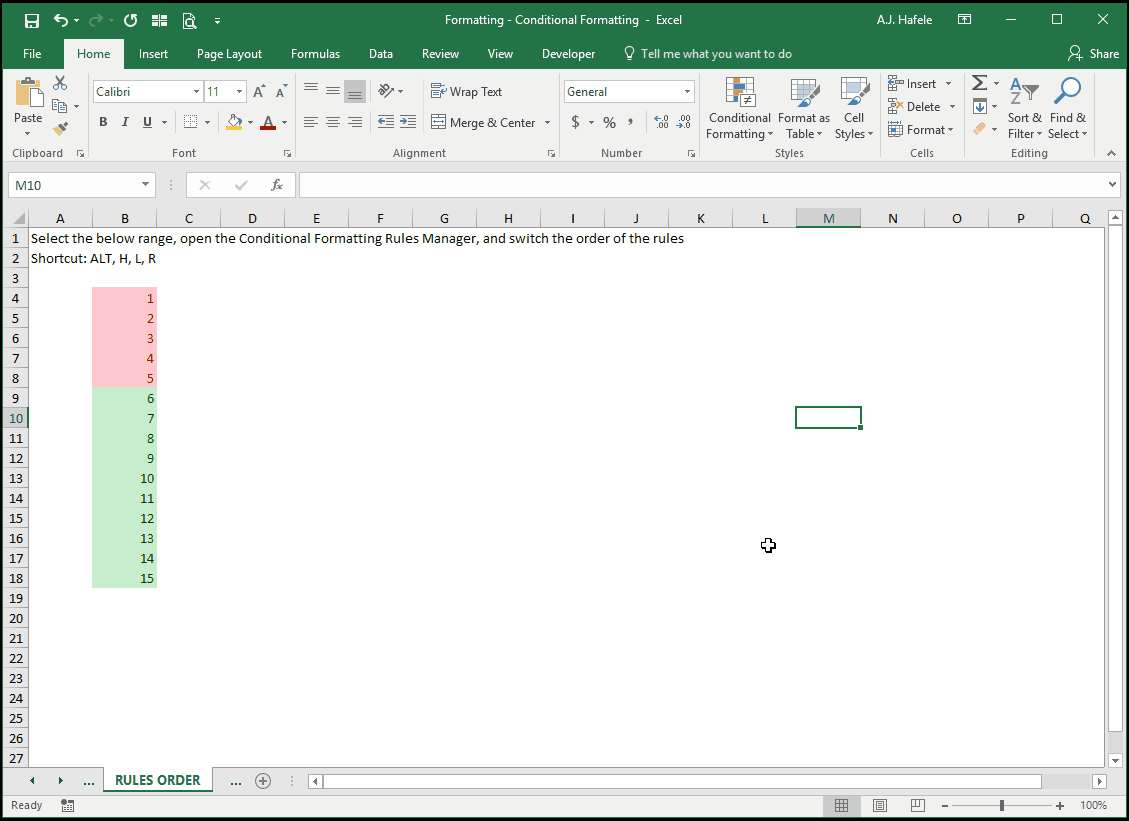 Formatting - Conditional Formatting - Excel
A.J. Hafele
File Home Insert Page Layout Formulas Data Review View Developer Tell me what you want to do Share
Paste
Calibri 11
A A
B I U A
Wrap Text
Merge & Center
General
$ % , .0 .00 .00 .0
Conditional Formatting
Format as Table
Cell Styles
Insert
Delete
Format
Sort & Filter
Find & Select
Clipboard Font Alignment Number Styles Cells Editing
M10 fx
A B C D E F G H I J K L M N O P Q
1 Select the below range, open the Conditional Formatting Rules Manager, and switch the order of the rules
2 Shortcut: ALT, H, L, R
3
4 1
5 2
6 3
7 4
8 5
9 6
10 7
11 8
12 9
13 10
14 11
15 12
16 13
17 14
18 15
19
20
21
22
23
24
25
26
27
... RULES ORDER ...
Ready 100%